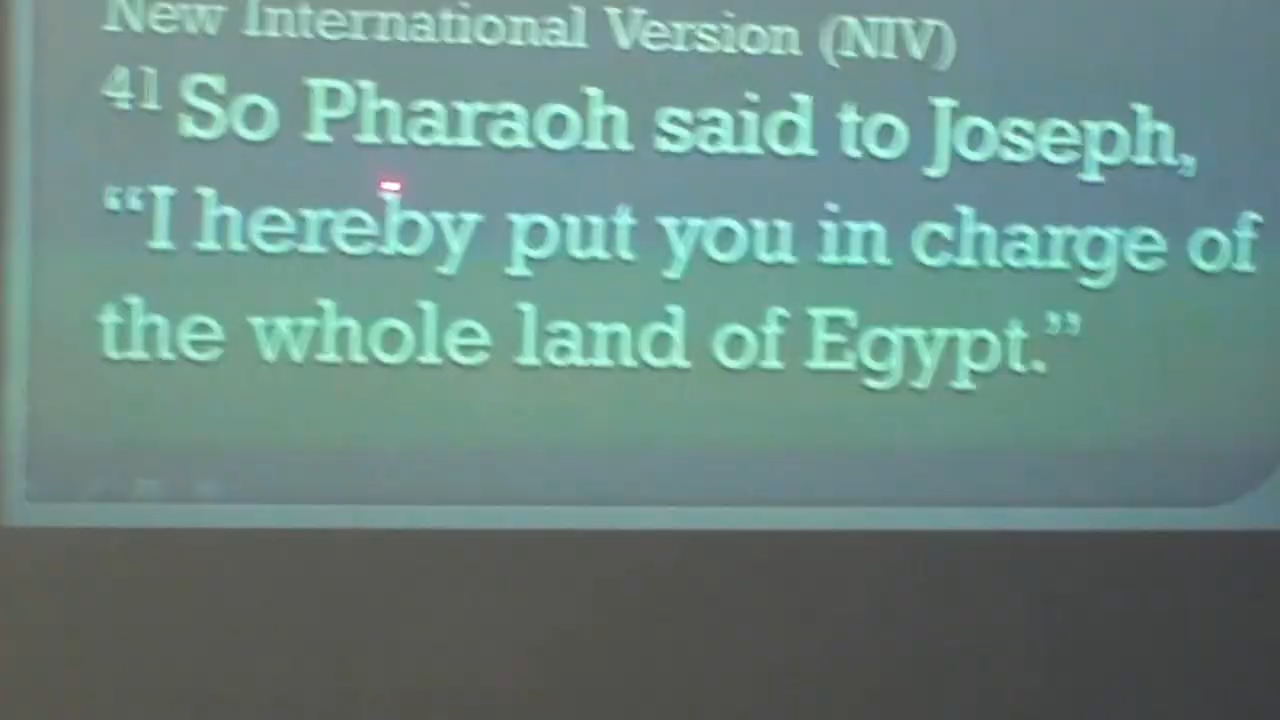 New International Version (NIV)
41 So Pharaoh said to Joseph,
“I hereby put you in charge of
the whole land of Egypt.”